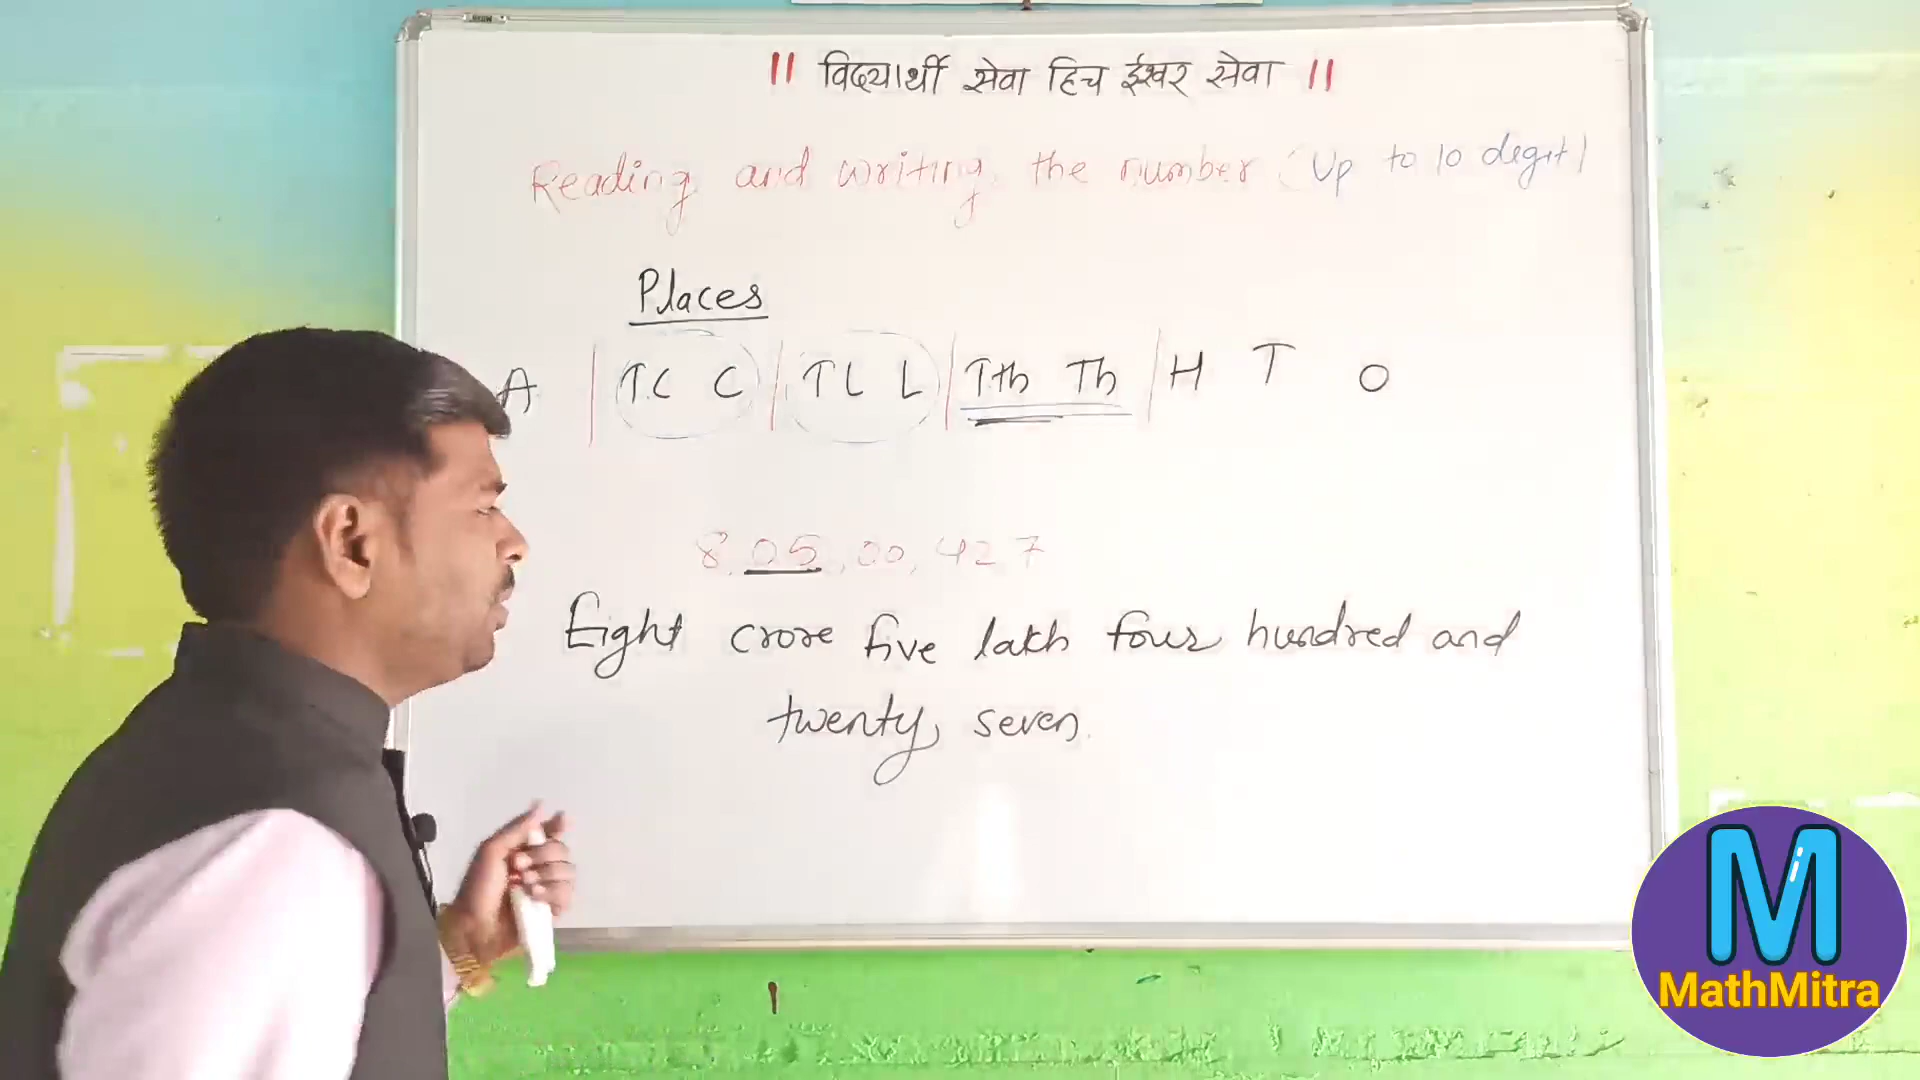 || विद्यार्थी सेवा हिच ईश्वर सेवा ||
Reading and writing the number (Up to 10 degit)
Places
A | T.C C | TL L | Tth Th | H T O
8,05,00,427
Eight crore five lakh four hundred and
twenty seven.
M
MathMitra